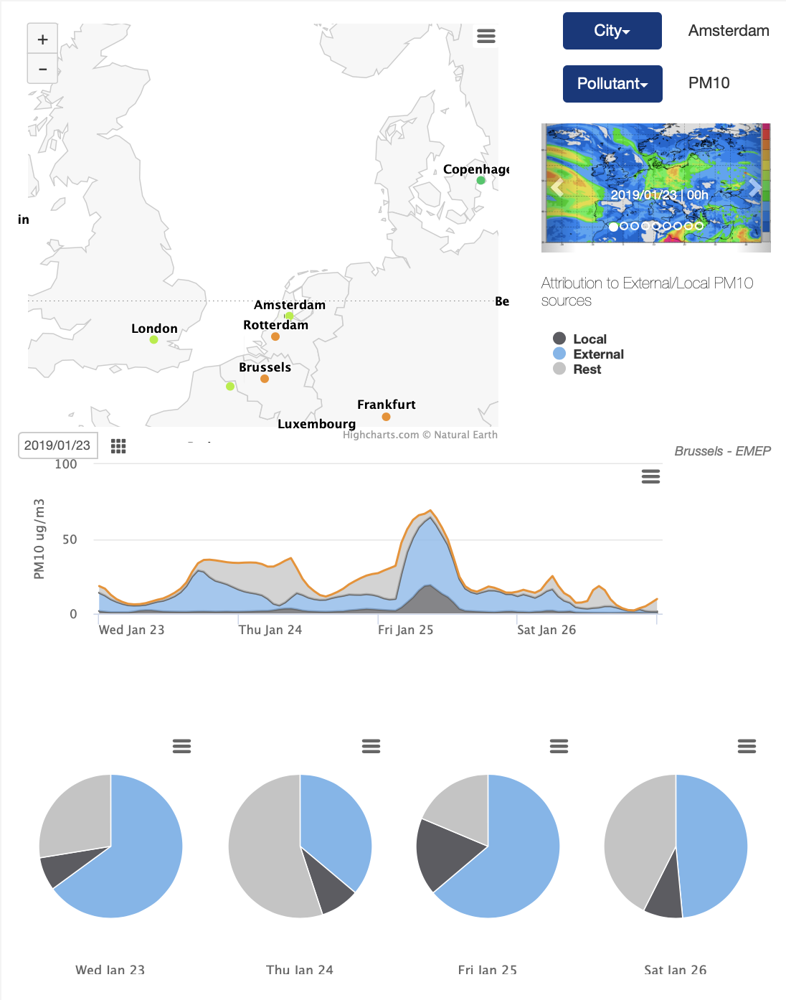 +
−
City
Amsterdam
Pollutant
PM10
Copenhage
in
2019/01/23 | 00h
Attribution to External/Local PM10
sources
Amsterdam
Be
Rotterdam
London
Local
External
Rest
Brussels
Frankfurt
Luxembourg
Highcharts.com © Natural Earth
2019/01/23
Brussels - EMEP
100
PM10 ug/m3
50
0
Wed Jan 23
Thu Jan 24
Fri Jan 25
Sat Jan 26
Wed Jan 23
Thu Jan 24
Fri Jan 25
Sat Jan 26